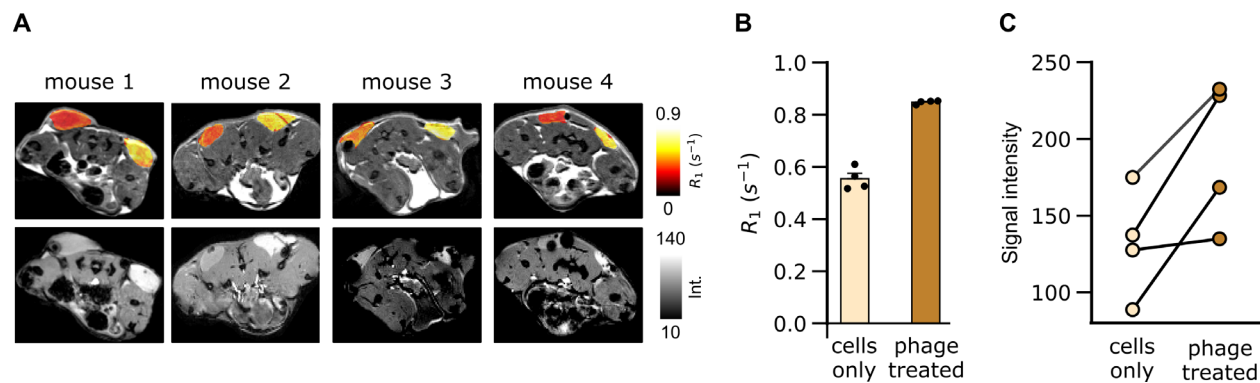 A
mouse 1
mouse 2
mouse 3
mouse 4
0.9
R₁ (s⁻¹)
0
140
Int.
10
B
1.0
0.8
0.6
0.4
0.2
0.0
R₁ (s⁻¹)
cells
only
phage
treated
C
250
200
150
100
Signal intensity
cells
only
phage
treated